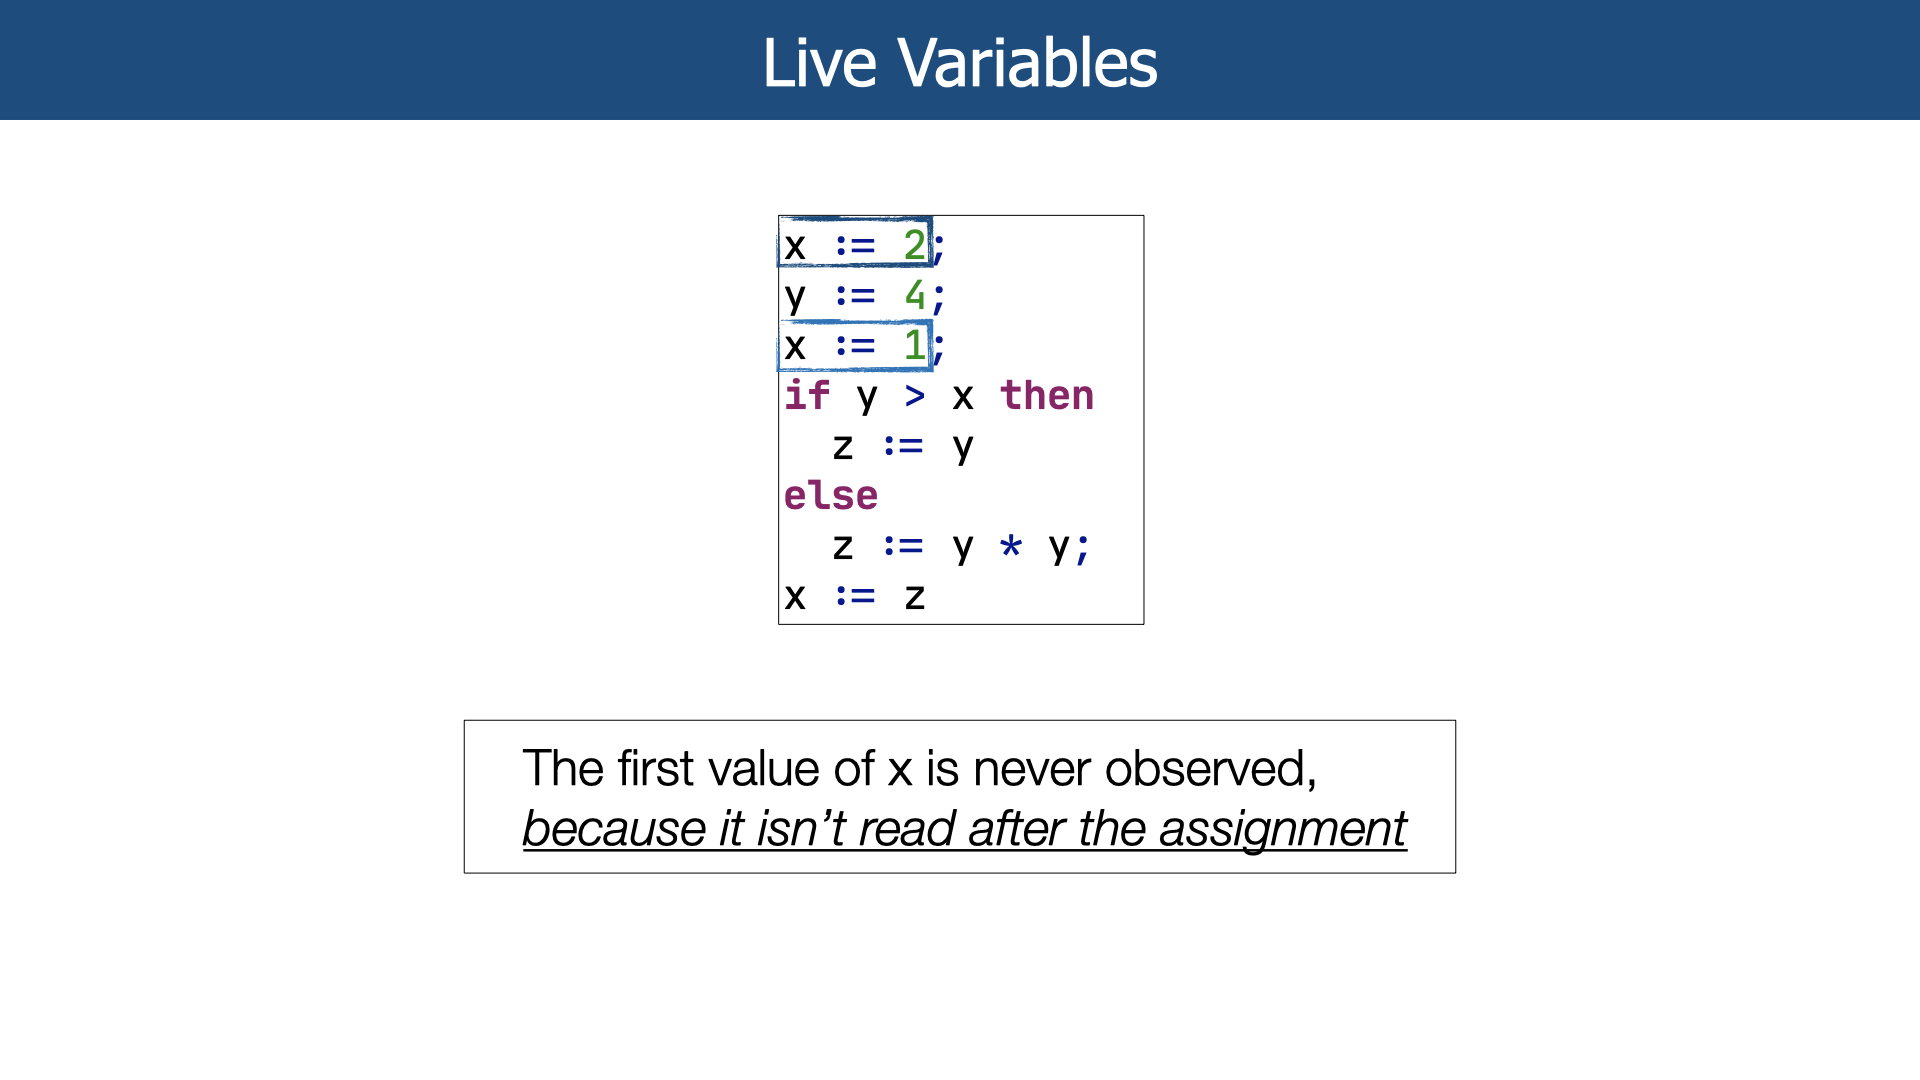 Live Variables
x := 2;
y := 4;
x := 1;
if y > x then
  z := y
else
  z := y * y;
x := z
The first value of x is never observed,
because it isn’t read after the assignment